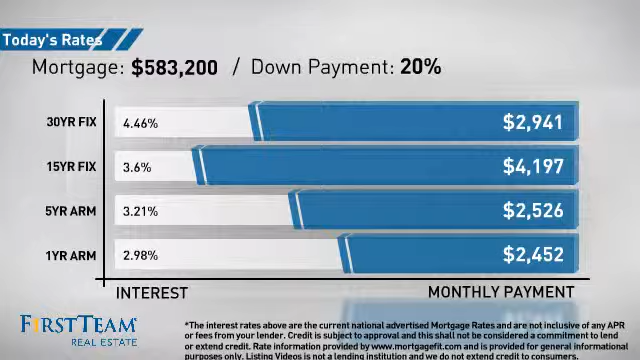 Today's Rates
Mortgage: $583,200 / Down Payment: 20%
30YR FIX 4.46% $2,941
15YR FIX 3.6% $4,197
5YR ARM 3.21% $2,526
1YR ARM 2.98% $2,452
INTEREST MONTHLY PAYMENT
FIRSTTEAM®
REAL ESTATE
*The interest rates above are the current national advertised Mortgage Rates and are not inclusive of any APR
or fees from your lender. Credit is subject to approval and this shall not be considered a commitment to lend
or extend credit. Rate information provided by www.mortgagefit.com and is provided for general informational
purposes only. Listing Videos is not a lending institution and we do not extend credit to consumers.